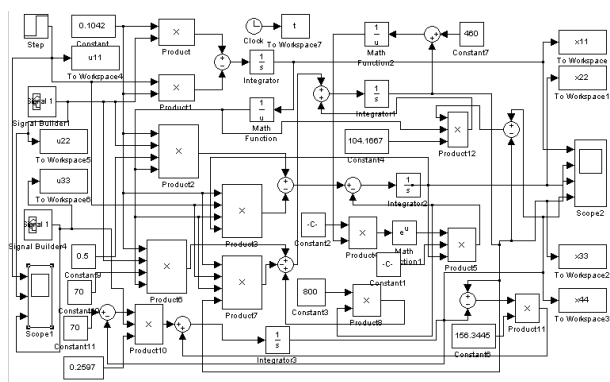 Step
0.1042
Constant
u11
To Workspace4
Product
Product1
1
s
Integrator
Clock
t
To Workspace7
1
u
Math
Function2
460
Constant7
x11
To Workspace
x22
To Workspace1
Signal 1
Signal Builder1
u22
To Workspace5
u33
To Workspace6
Product2
1
u
Math
Function
1
s
Integrator1
104.1667
Constant4
Product12
Scope2
Signal 1
Signal Builder4
Product3
1
s
Integrator2
-C-
Constant2
e^u
Math
Product5
-C-
Constant1
0.5
Constant9
70
Product6
Product7
800
Constant3
Product8
x33
To Workspace2
x44
To Workspace3
Scope1
70
Constant11
Product10
1
s
Integrator3
156.3445
Product11
0.2597